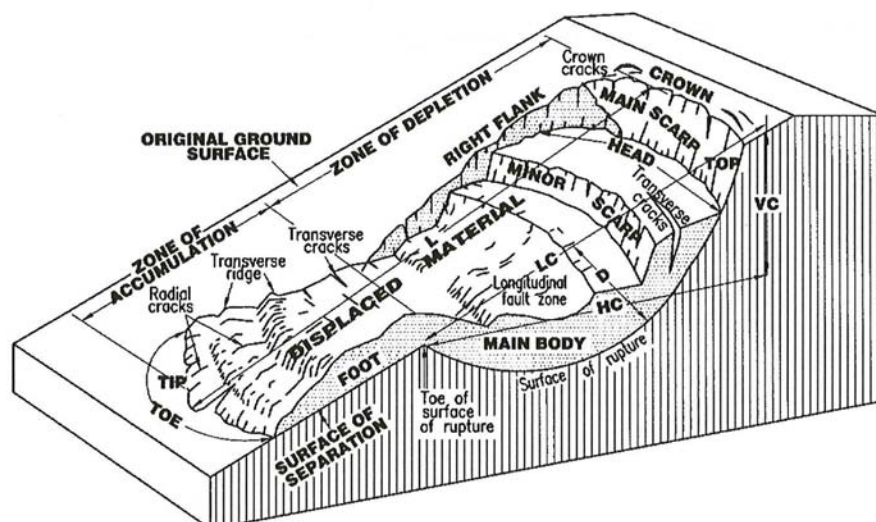 Crown
cracks
CROWN
MAIN SCARP
TOP
ZONE OF DEPLETION
ORIGINAL GROUND
SURFACE
RIGHT FLANK
HEAD
MINOR SCARP
Transverse
cracks
VC
ZONE OF
ACCUMULATION
Transverse
cracks
Transverse
ridge
Radial
cracks
L
DISPLACED MATERIAL
LC
D
Longitudinal
fault zone
HC
MAIN BODY
Surface of rupture
FOOT
TIP
TOE
Toe of
surface
of rupture
SURFACE OF
SEPARATION